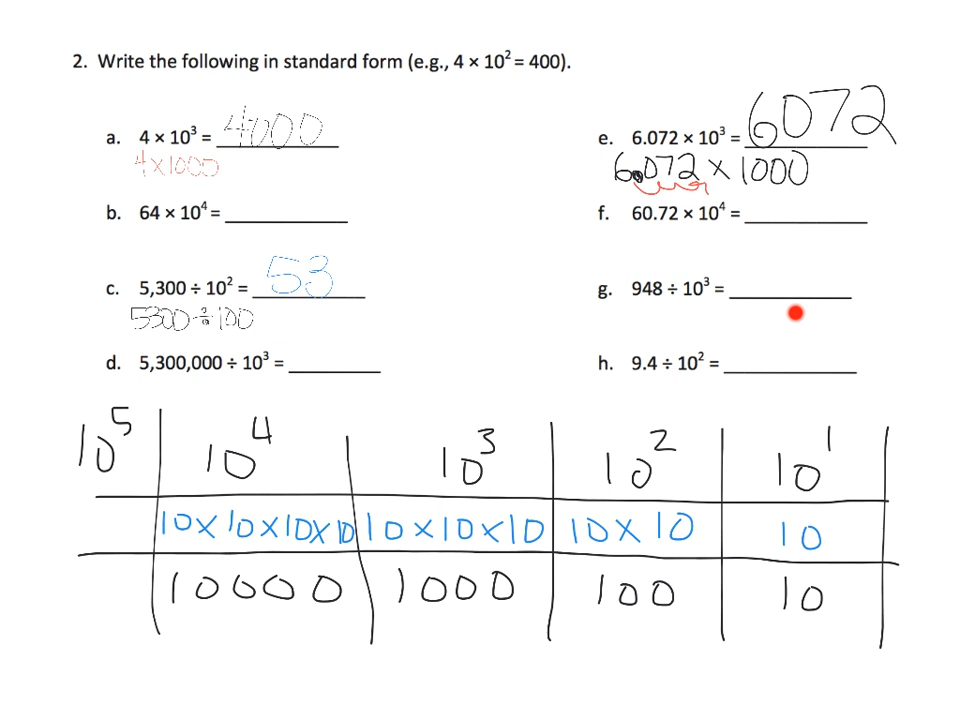 2. Write the following in standard form (e.g., 4 × 10² = 400).
a. 4 × 10³ = 4000
4 × 1000
b. 64 × 10⁴ = ____________
c. 5,300 ÷ 10² = 53
5300 ÷ 100
d. 5,300,000 ÷ 10³ = _________
e. 6.072 × 10³ = 6072
6.072 × 1000
f. 60.72 × 10⁴ = ____________
g. 948 ÷ 10³ = ____________
h. 9.4 ÷ 10² = _____________
10⁵ 10⁴ 10³ 10² 10¹
10×10×10×10 10×10×10 10×10 10
10000 1000 100 10